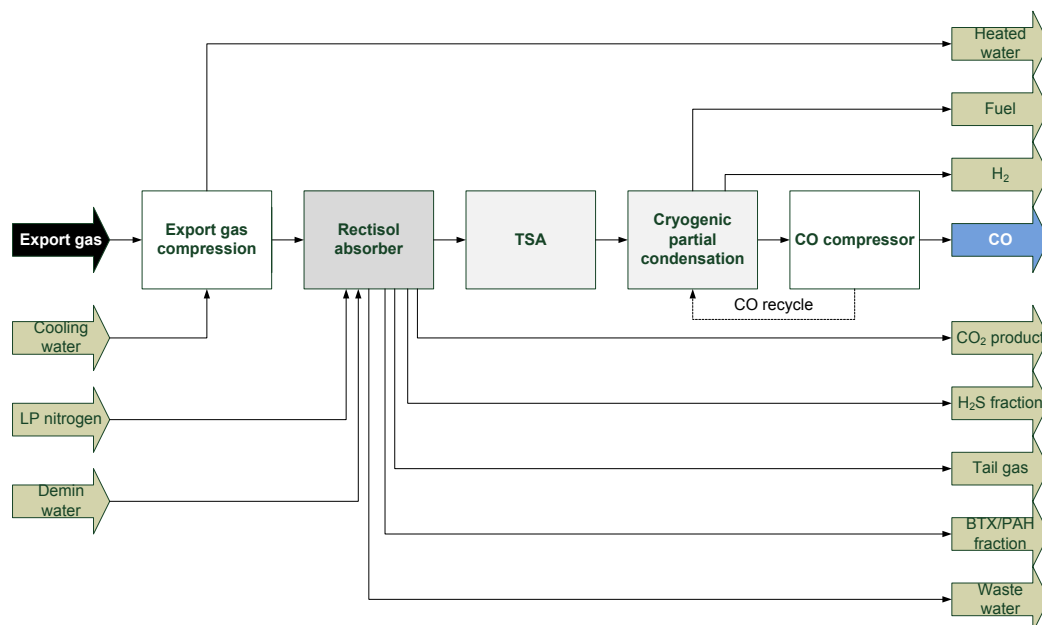 Heated
water
Fuel
H₂
Export gas
Export gas
compression
Rectisol
absorber
TSA
Cryogenic
partial
condensation
CO compressor
CO
CO recycle
Cooling
water
CO₂ product
LP nitrogen
H₂S fraction
Tail gas
Demin
water
BTX/PAH
fraction
Waste
water